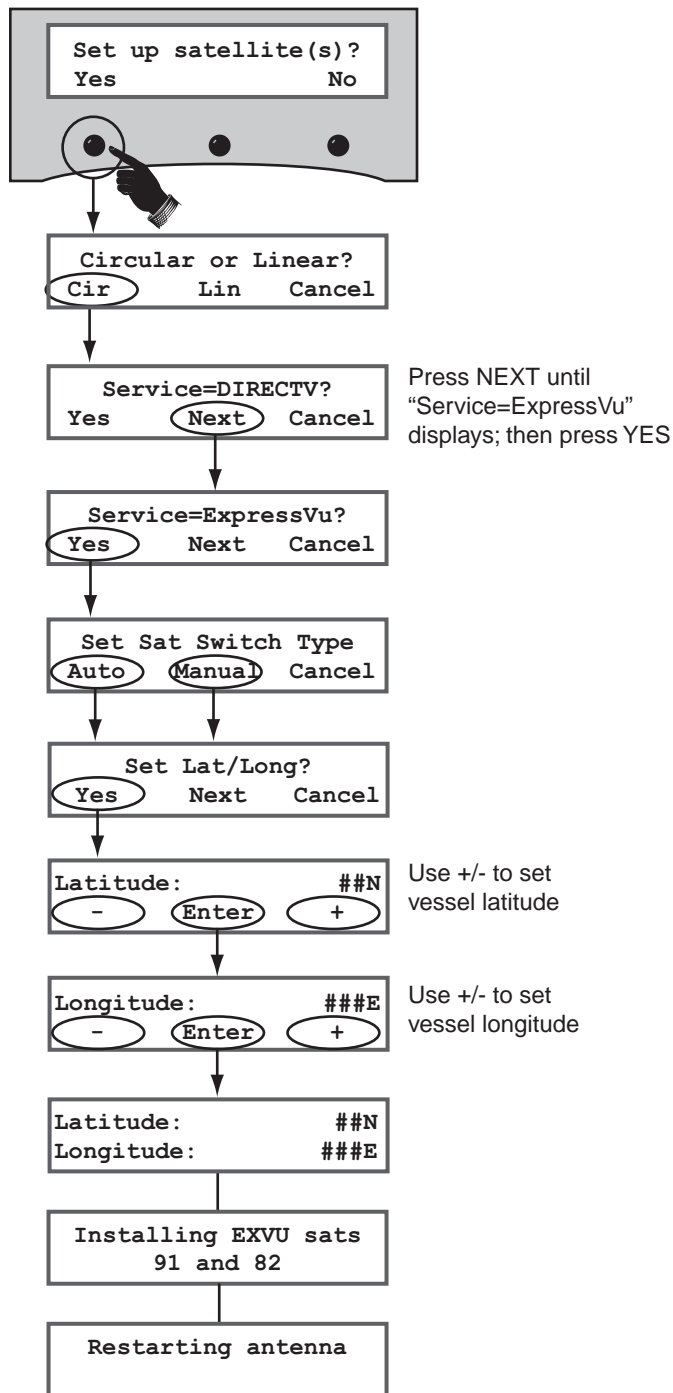 Set up satellite(s)?
Yes No
Circular or Linear?
Cir Lin Cancel
Service=DIRECTV?
Yes Next Cancel
Press NEXT until
“Service=ExpressVu”
displays; then press YES
Service=ExpressVu?
Yes Next Cancel
Set Sat Switch Type
Auto Manual Cancel
Set Lat/Long?
Yes Next Cancel
Latitude: ##N
- Enter +
Use +/- to set
vessel latitude
Longitude: ###E
- Enter +
Use +/- to set
vessel longitude
Latitude: ##N
Longitude: ###E
Installing EXVU sats
91 and 82
Restarting antenna